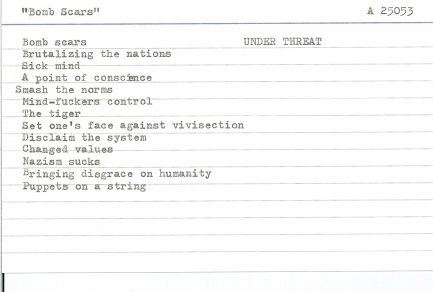 "Bomb Scars" A 25053
Bomb scars UNDER THREAT
Brutalizing the nations
Sick mind
A point of conscience
Smash the norms
Mind-fuckers control
The tiger
Set one's face against vivisection
Disclaim the system
Changed values
Nazism sucks
Bringing disgrace on humanity
Puppets on a string